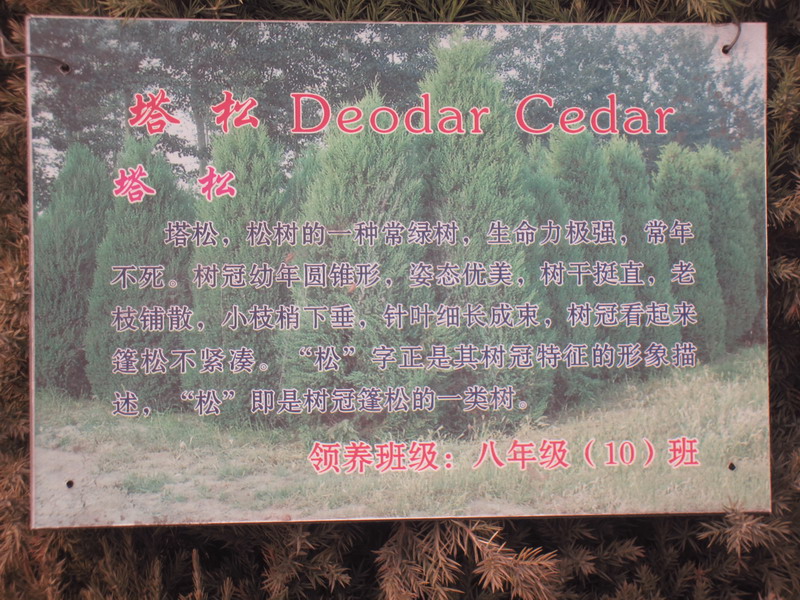 塔 松 Deodar Cedar
塔 松
塔松，松树的一种常绿树，生命力极强，常年
不死。树冠幼年圆锥形，姿态优美，树干挺直，老
枝铺散，小枝梢下垂，针叶细长成束，树冠看起来
篷松不紧凑。“松”字正是其树冠特征的形象描
述，“松”即是树冠篷松的一类树。
领养班级：八年级（10）班